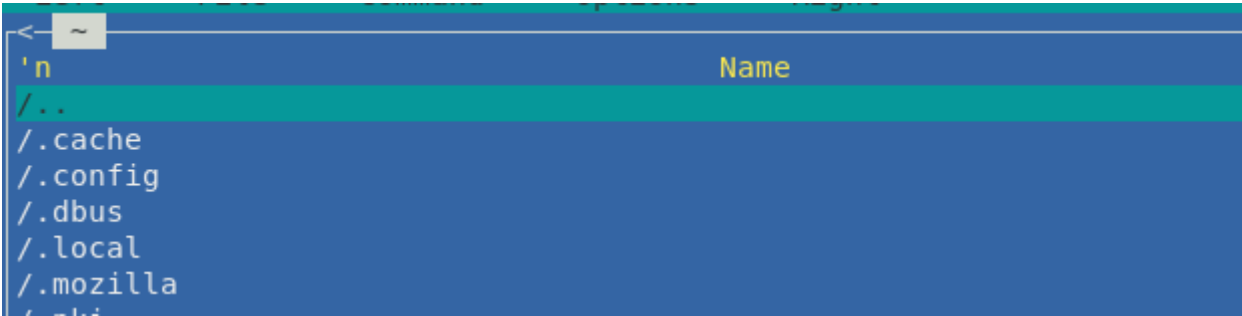 <- ~
'n Name
/..
/.cache
/.config
/.dbus
/.local
/.mozilla